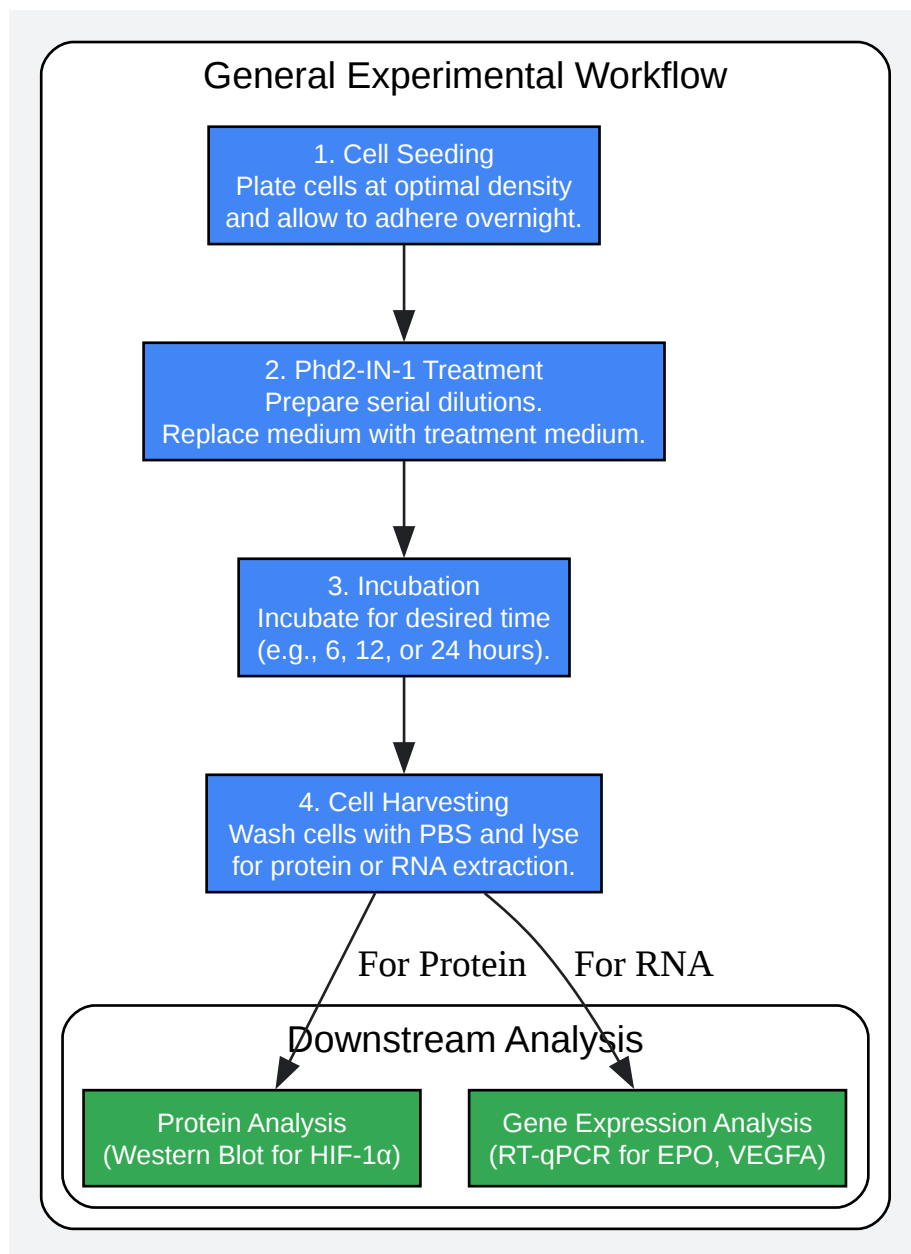 General Experimental Workflow
1. Cell Seeding
Plate cells at optimal density
and allow to adhere overnight.
2. Phd2-IN-1 Treatment
Prepare serial dilutions.
Replace medium with treatment medium.
3. Incubation
Incubate for desired time
(e.g., 6, 12, or 24 hours).
4. Cell Harvesting
Wash cells with PBS and lyse
for protein or RNA extraction.
For Protein
For RNA
Downstream Analysis
Protein Analysis
(Western Blot for HIF-1α)
Gene Expression Analysis
(RT-qPCR for EPO, VEGFA)